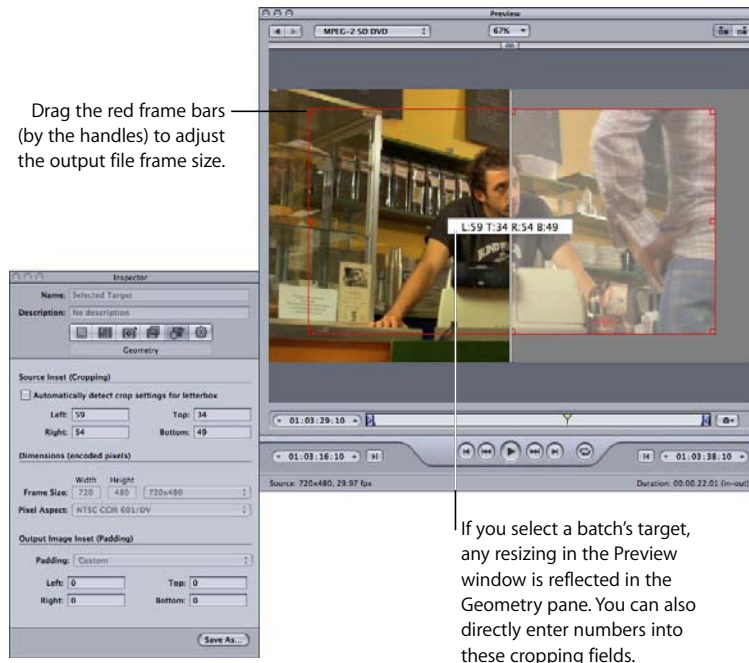 Preview
MPEG-2 SD DVD
67%
Drag the red frame bars
(by the handles) to adjust
the output file frame size.
L:59 T:34 R:54 B:49
Inspector
Name: Selected Target
Description: No description
Geometry
Source Inset (Cropping)
Automatically detect crop settings for letterbox
Left: 59 Top: 34
Right: 54 Bottom: 49
Dimensions (encoded pixels)
Width Height
Frame Size: 720 480 720x480
Pixel Aspect: NTSC CCIR 601/DV
Output Image Inset (Padding)
Padding: Custom
Left: 0 Top: 0
Right: 0 Bottom: 0
Save As...
01:03:29:10
01:03:16:10
01:03:38:10
Source: 720x480, 29.97 fps
Duration: 00:00:22:01 (in-out)
If you select a batch’s target,
any resizing in the Preview
window is reflected in the
Geometry pane. You can also
directly enter numbers into
these cropping fields.